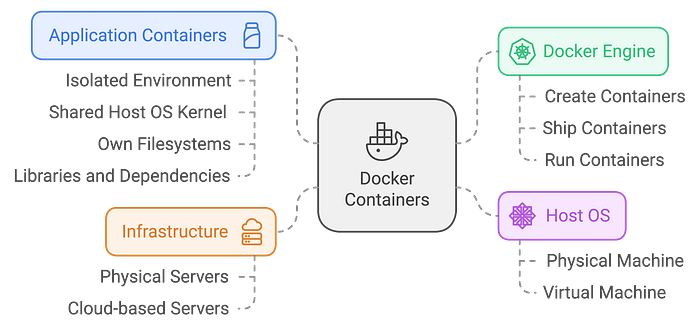 Application Containers
Isolated Environment
Shared Host OS Kernel
Own Filesystems
Libraries and Dependencies
Infrastructure
Physical Servers
Cloud-based Servers
Docker
Containers
Docker Engine
Create Containers
Ship Containers
Run Containers
Host OS
Physical Machine
Virtual Machine